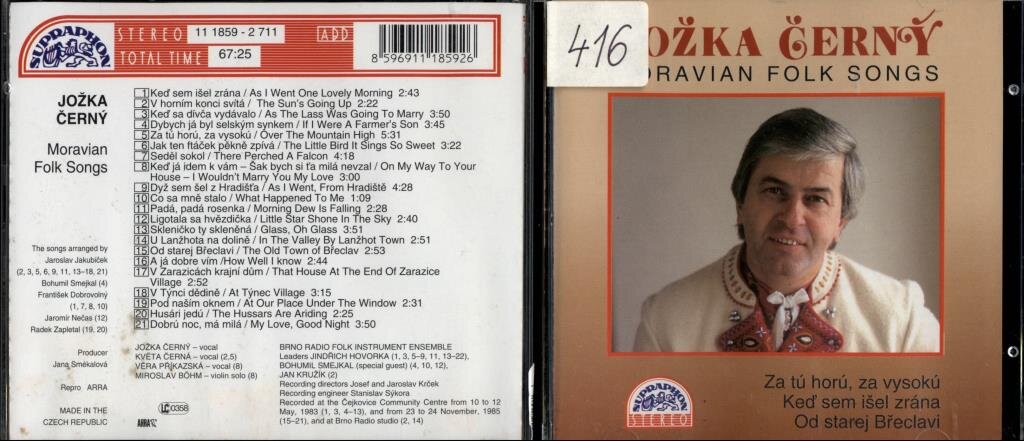 SUPRAPHON
STEREO
11 1859 - 2 711
ADD
TOTAL TIME
67:25
8 596911 185926
JOŽKA
ČERNÝ
Moravian
Folk Songs
1 Keď sem išel zrána / As I Went One Lovely Morning 2:43
2 V horním konci svítá / The Sun's Going Up 2:22
3 Keď sa dívča vydávalo / As The Lass Was Going To Marry 3:50
4 Dybych já byl selským synkem / If I Were A Farmer's Son 3:45
5 Za tú horú, za vysokú / Over The Mountain High 5:31
6 Jak ten ftáček pěkně zpívá / The Little Bird It Sings So Sweet 3:22
7 Seděl sokol / There Perched A Falcon 4:18
8 Keď já idem k vám – Šak bych si ťa milá nevzal / On My Way To Your
House – I Wouldn't Marry You My Love 3:00
9 Dyž sem šel z Hradišťa / As I Went, From Hradiště 4:28
10 Co sa mně stalo / What Happened To Me 1:09
11 Padá, padá rosenka / Morning Dew Is Falling 2:28
12 Ligotala sa hvězdička / Little Star Shone In The Sky 2:40
13 Skleničko ty skleněná / Glass, Oh Glass 3:51
14 U Lanžhota na dolině / In The Valley By Lanžhot Town 2:51
15 Od starej Břeclavi / The Old Town of Břeclav 2:53
16 A já dobre vím /How Well I know 2:44
17 V Zarazicách krajní dům / That House At The End Of Zarazice
Village 2:52
18 V Týnci dědině / At Týnec Village 3:15
19 Pod naším oknem / At Our Place Under The Window 2:31
20 Husári jedú / The Hussars Are Ariding 2:25
21 Dobrú noc, má milá / My Love, Good Night 3:50
The songs arranged by
Jaroslav Jakubíček
(2, 3, 5, 6, 9, 11, 13–18, 21)
Bohumil Smejkal (4)
František Dobrovolný
(1, 7, 8, 10)
Jaromír Nečas (12)
Radek Zapletal (19, 20)
Producer
Jana Smékalová
Repro ARRA
MADE IN THE
CZECH REPUBLIC
JOŽKA ČERNÝ – vocal
KVĚTA ČERNÁ – vocal (2,5)
VĚRA PŘÍKAZSKÁ – vocal (8)
MIROSLAV BÖHM – violin solo (8)
LC 0358
ARRA
BRNO RADIO FOLK INSTRUMENT ENSEMBLE
Leaders JINDŘICH HOVORKA (1, 3, 5–9, 11, 13–22),
BOHUMIL SMEJKAL (special guest) (4, 10, 12),
JAN KRUŽÍK (2)
Recording directors Josef and Jaroslav Krček
Recording engineer Stanislav Sýkora
Recorded at the Čejkovice Community Centre from 10 to 12
May, 1983 (1, 3, 4–13), and from 23 to 24 November, 1985
(15–21), and at Brno Radio studio (2, 14)
416
JOŽKA ČERNÝ
MORAVIAN FOLK SONGS
SUPRAPHON
STEREO
Za tú horú, za vysokú
Keď sem išel zrána
Od starej Břeclavi